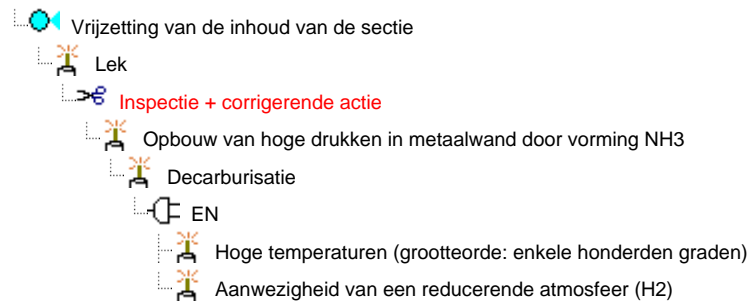 Vrijzetting van de inhoud van de sectie
Lek
Inspectie + corrigerende actie
Opbouw van hoge drukken in metaalwand door vorming NH3
Decarburisatie
EN
Hoge temperaturen (grootteorde: enkele honderden graden)
Aanwezigheid van een reducerende atmosfeer (H2)